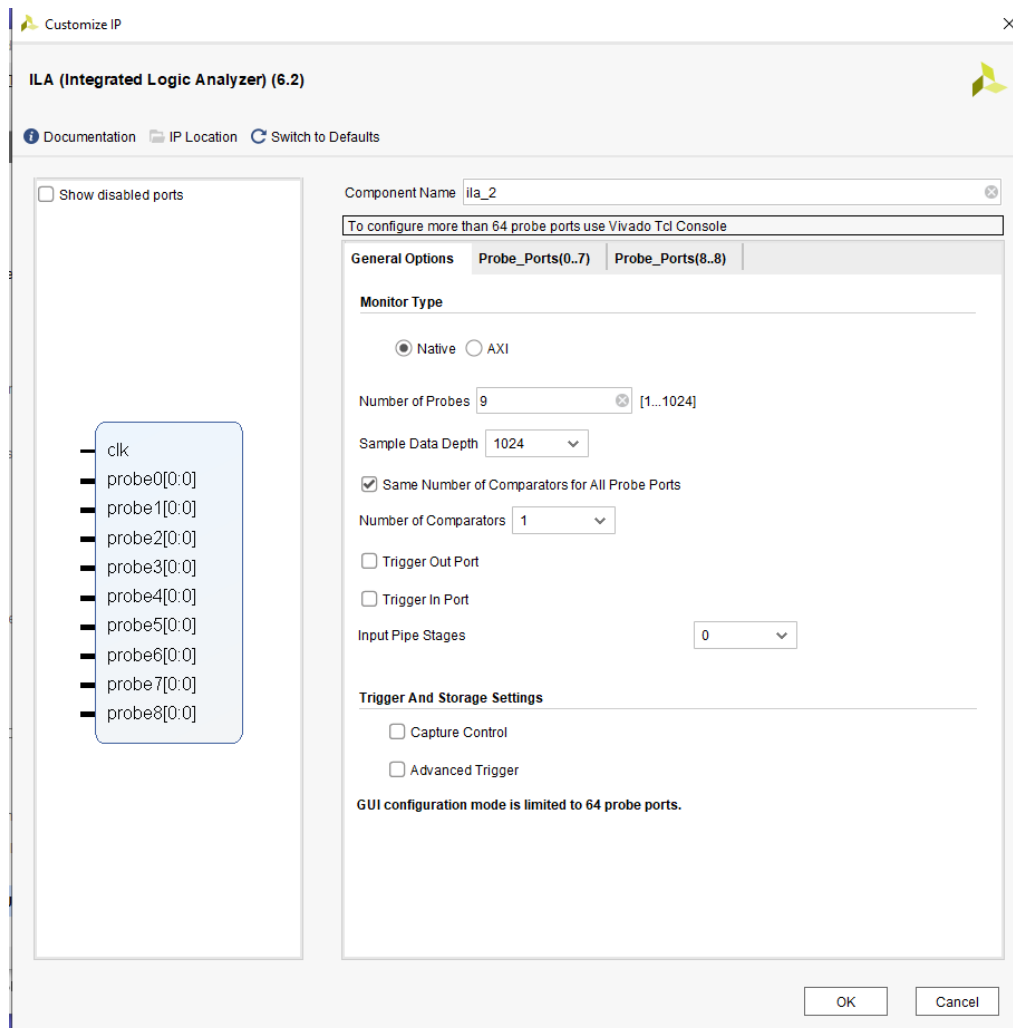 Customize IP
ILA (Integrated Logic Analyzer) (6.2)
Documentation IP Location Switch to Defaults
Show disabled ports
clk
probe0[0:0]
probe1[0:0]
probe2[0:0]
probe3[0:0]
probe4[0:0]
probe5[0:0]
probe6[0:0]
probe7[0:0]
probe8[0:0]
Component Name ila_2
To configure more than 64 probe ports use Vivado Tcl Console
General Options Probe_Ports(0..7) Probe_Ports(8..8)
Monitor Type
Native AXI
Number of Probes 9 [1...1024]
Sample Data Depth 1024
Same Number of Comparators for All Probe Ports
Number of Comparators 1
Trigger Out Port
Trigger In Port
Input Pipe Stages 0
Trigger And Storage Settings
Capture Control
Advanced Trigger
GUI configuration mode is limited to 64 probe ports.
OK Cancel